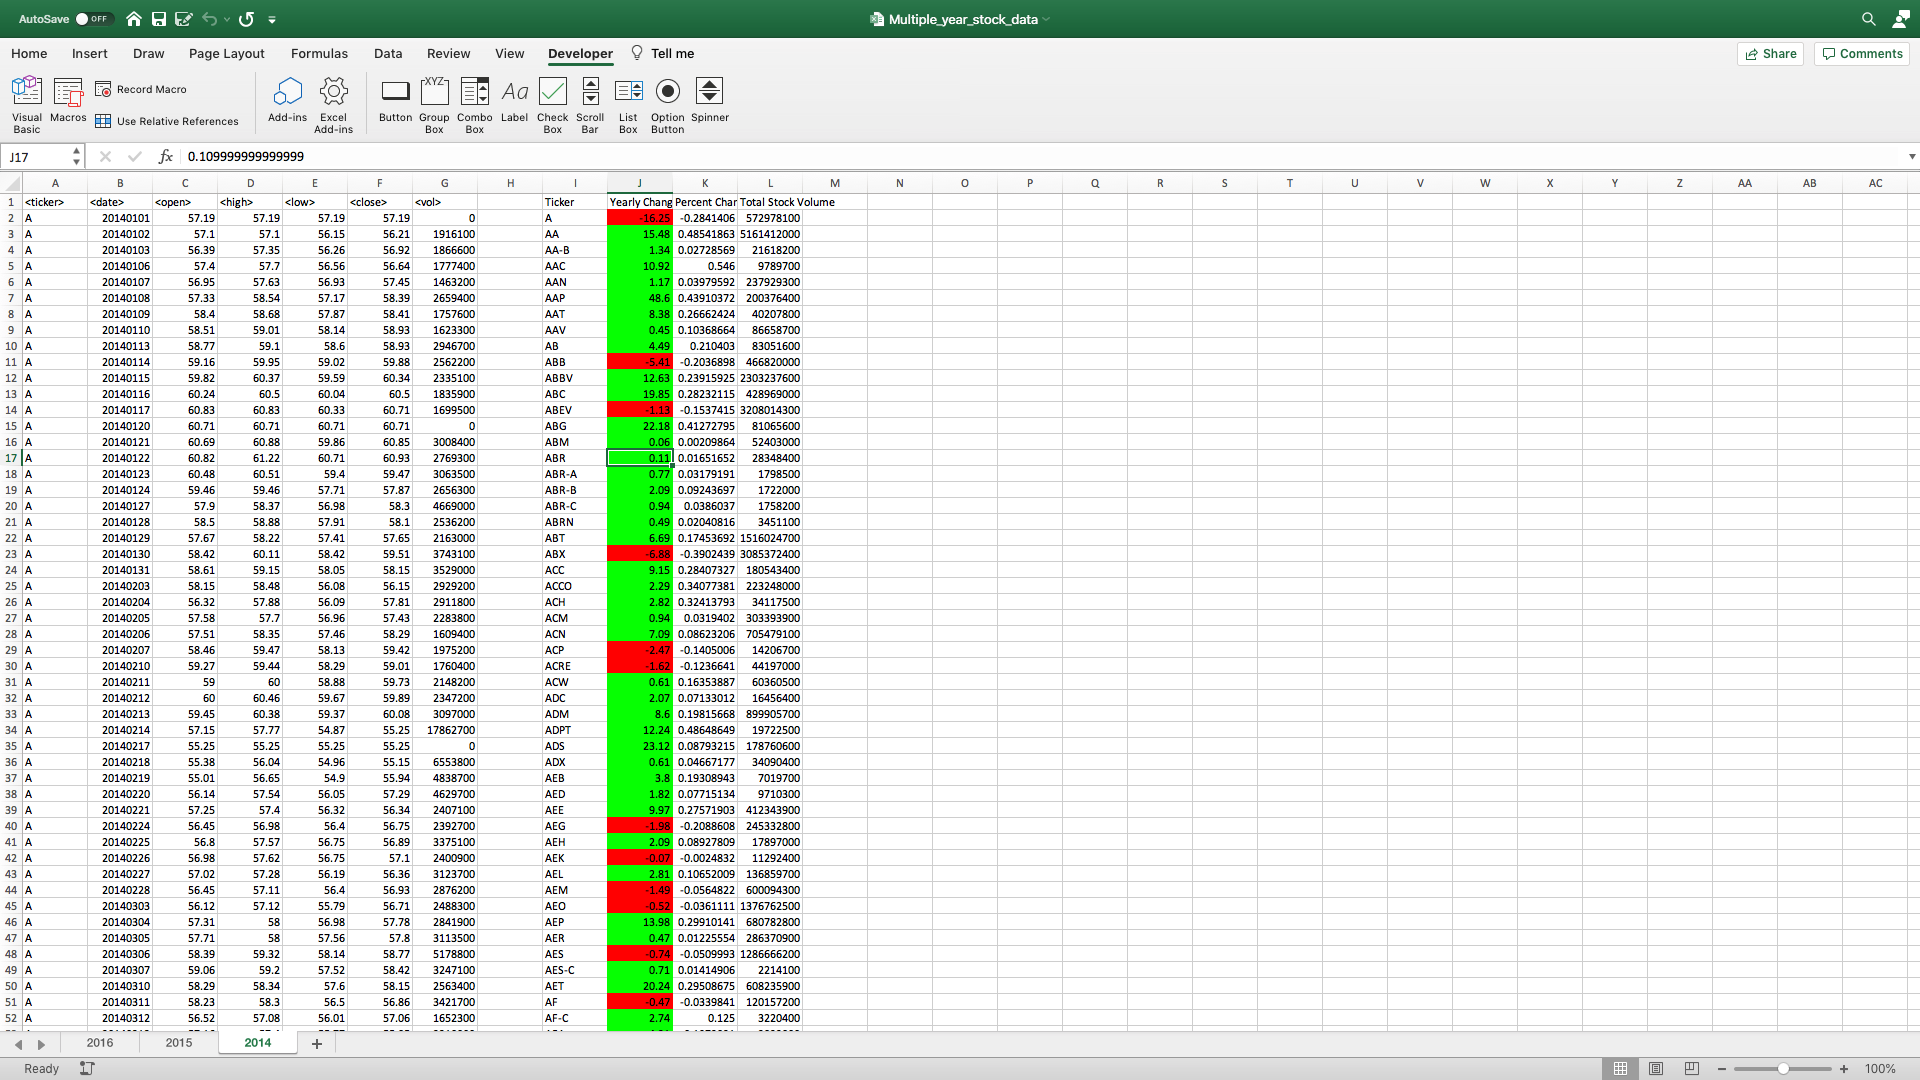 AutoSave OFF Multiple_year_stock_data
Home Insert Draw Page Layout Formulas Data Review View Developer Tell me Share Comments
Visual Basic Macros Record Macro Use Relative References Add-ins Excel Add-ins Button Group Box Combo Box Label Check Box Scroll Bar List Box Option Button Spinner
XYZ Aa
J17 fx 0.109999999999999
A B C D E F G H I J K L M N O P Q R S T U V W X Y Z AA AB AC
1 <ticker> <date> <open> <high> <low> <close> <vol> Ticker Yearly Chang Percent Char Total Stock Volume
2 A 20140101 57.19 57.19 57.19 57.19 0 A -16.25 -0.2841406 572978100
3 A 20140102 57.1 57.1 56.15 56.21 1916100 AA 15.48 0.48541863 5161412000
4 A 20140103 56.39 57.35 56.26 56.92 1866600 AA-B 1.34 0.02728569 21618200
5 A 20140106 57.4 57.7 56.56 56.64 1777400 AAC 10.92 0.546 9789700
6 A 20140107 56.95 57.63 56.93 57.45 1463200 AAN 1.17 0.03979592 237929300
7 A 20140108 57.33 58.54 57.17 58.39 2659400 AAP 48.6 0.43910372 200376400
8 A 20140109 58.4 58.68 57.87 58.41 1757600 AAT 8.38 0.26662424 40207800
9 A 20140110 58.51 59.01 58.14 58.93 1623300 AAV 0.45 0.10368664 86658700
10 A 20140113 58.77 59.1 58.6 58.93 2946700 AB 4.49 0.210403 83051600
11 A 20140114 59.16 59.95 59.02 59.88 2562200 ABB -5.41 -0.2036898 466820000
12 A 20140115 59.82 60.37 59.59 60.34 2335100 ABBV 12.63 0.23915925 2303237600
13 A 20140116 60.24 60.5 60.04 60.5 1835900 ABC 19.85 0.28232115 428969000
14 A 20140117 60.83 60.83 60.33 60.71 1699500 ABEV -1.13 -0.1537415 3208014300
15 A 20140120 60.71 60.71 60.71 60.71 0 ABG 22.18 0.41272795 81065600
16 A 20140121 60.69 60.88 59.86 60.85 3008400 ABM 0.06 0.00209864 52403000
17 A 20140122 60.82 61.22 60.71 60.93 2769300 ABR 0.11 0.01651652 28348400
18 A 20140123 60.48 60.51 59.4 59.47 3063500 ABR-A 0.77 0.03179191 1798500
19 A 20140124 59.46 59.46 57.71 57.87 2656300 ABR-B 2.09 0.09243697 1722000
20 A 20140127 57.9 58.37 56.98 58.3 4669000 ABR-C 0.94 0.0386037 1758200
21 A 20140128 58.5 58.88 57.91 58.1 2536200 ABRN 0.49 0.02040816 3451100
22 A 20140129 57.67 58.22 57.41 57.65 2163000 ABT 6.69 0.17453692 1516024700
23 A 20140130 58.42 60.11 58.42 59.51 3743100 ABX -6.88 -0.3902439 3085372400
24 A 20140131 58.61 59.15 58.05 58.15 3529000 ACC 9.15 0.28407327 180543400
25 A 20140203 58.15 58.48 56.08 56.15 2929200 ACCO 2.29 0.34077381 223248000
26 A 20140204 56.32 57.88 56.09 57.81 2911800 ACH 2.82 0.32413793 34117500
27 A 20140205 57.58 57.7 56.96 57.43 2283800 ACM 0.94 0.0319402 303393900
28 A 20140206 57.51 58.35 57.46 58.29 1609400 ACN 7.09 0.08623206 705479100
29 A 20140207 58.46 59.47 58.13 59.42 1975200 ACP -2.47 -0.1405006 14206700
30 A 20140210 59.27 59.44 58.29 59.01 1760400 ACRE -1.62 -0.1236641 44197000
31 A 20140211 59 60 58.88 59.73 2148200 ACW 0.61 0.16353887 60360500
32 A 20140212 60 60.46 59.67 59.89 2347200 ADC 2.07 0.07133012 16456400
33 A 20140213 59.45 60.38 59.37 60.08 3097000 ADM 8.6 0.19815668 899905700
34 A 20140214 57.15 57.77 54.87 55.25 17862700 ADPT 12.24 0.48648649 19722500
35 A 20140217 55.25 55.25 55.25 55.25 0 ADS 23.12 0.08793215 178760600
36 A 20140218 55.38 56.04 54.96 55.15 6553800 ADX 0.61 0.04667177 34090400
37 A 20140219 55.01 56.65 54.9 55.94 4838700 AEB 3.8 0.19308943 7019700
38 A 20140220 56.14 57.54 56.05 57.29 4629700 AED 1.82 0.07715134 9710300
39 A 20140221 57.25 57.4 56.32 56.34 2407100 AEE 9.97 0.27571903 412343900
40 A 20140224 56.45 56.98 56.4 56.75 2392700 AEG -1.98 -0.2088608 245332800
41 A 20140225 56.8 57.57 56.75 56.89 3375100 AEH 2.09 0.08927809 17897000
42 A 20140226 56.98 57.62 56.75 57.1 2400900 AEK -0.07 -0.0024832 11292400
43 A 20140227 57.02 57.28 56.19 56.36 3123700 AEL 2.81 0.10652009 136859700
44 A 20140228 56.45 57.11 56.4 56.93 2876200 AEM -1.49 -0.0564822 600094300
45 A 20140303 56.12 57.12 55.79 56.71 2488300 AEO -0.52 -0.0361111 1376762500
46 A 20140304 57.31 58 56.98 57.78 2841900 AEP 13.98 0.29910141 680782800
47 A 20140305 57.71 58 57.56 57.8 3113500 AER 0.47 0.01225554 286370900
48 A 20140306 58.39 59.32 58.14 58.77 5178800 AES -0.74 -0.0509993 1286666200
49 A 20140307 59.06 59.2 57.52 58.42 3247100 AES-C 0.71 0.01414906 2214100
50 A 20140310 58.29 58.34 57.6 58.15 2563400 AET 20.24 0.29508675 608235900
51 A 20140311 58.23 58.3 56.5 56.86 3421700 AF -0.47 -0.0339841 120157200
52 A 20140312 56.52 57.08 56.01 57.06 1652300 AF-C 2.74 0.125 3220400
2016 2015 2014
Ready 100%